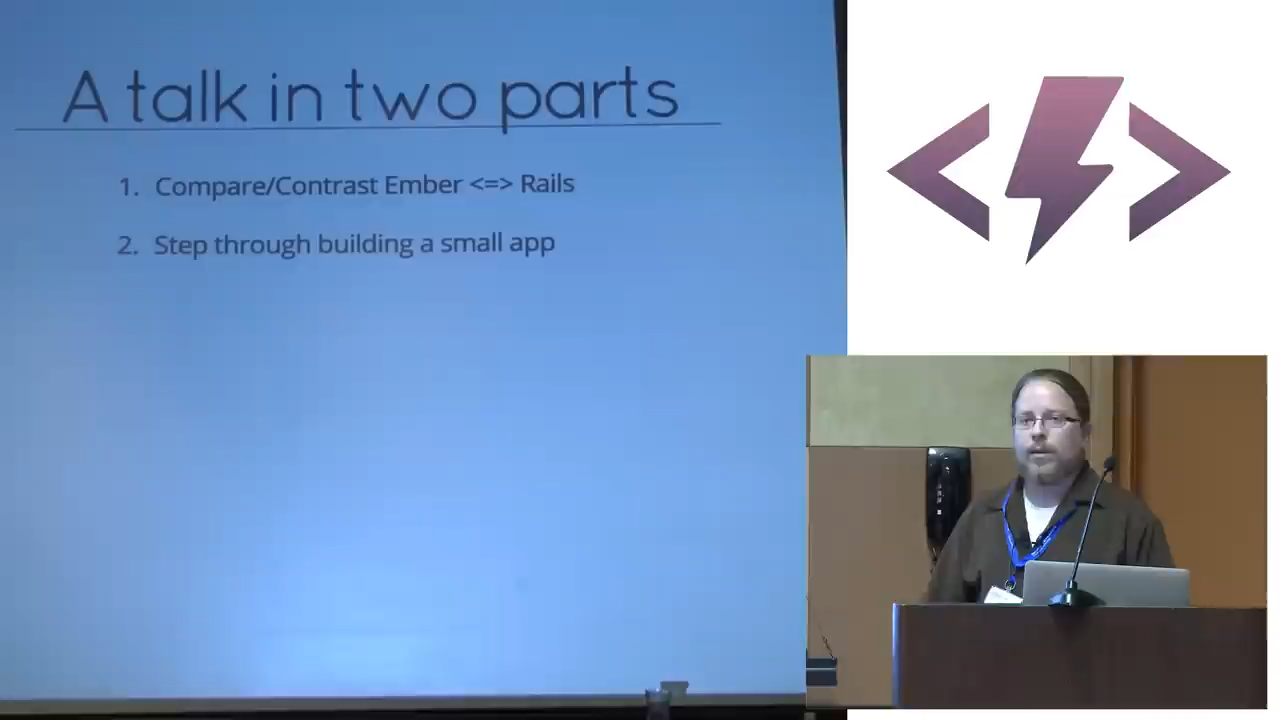 A talk in two parts
1. Compare/Contrast Ember <=> Rails
2. Step through building a small app